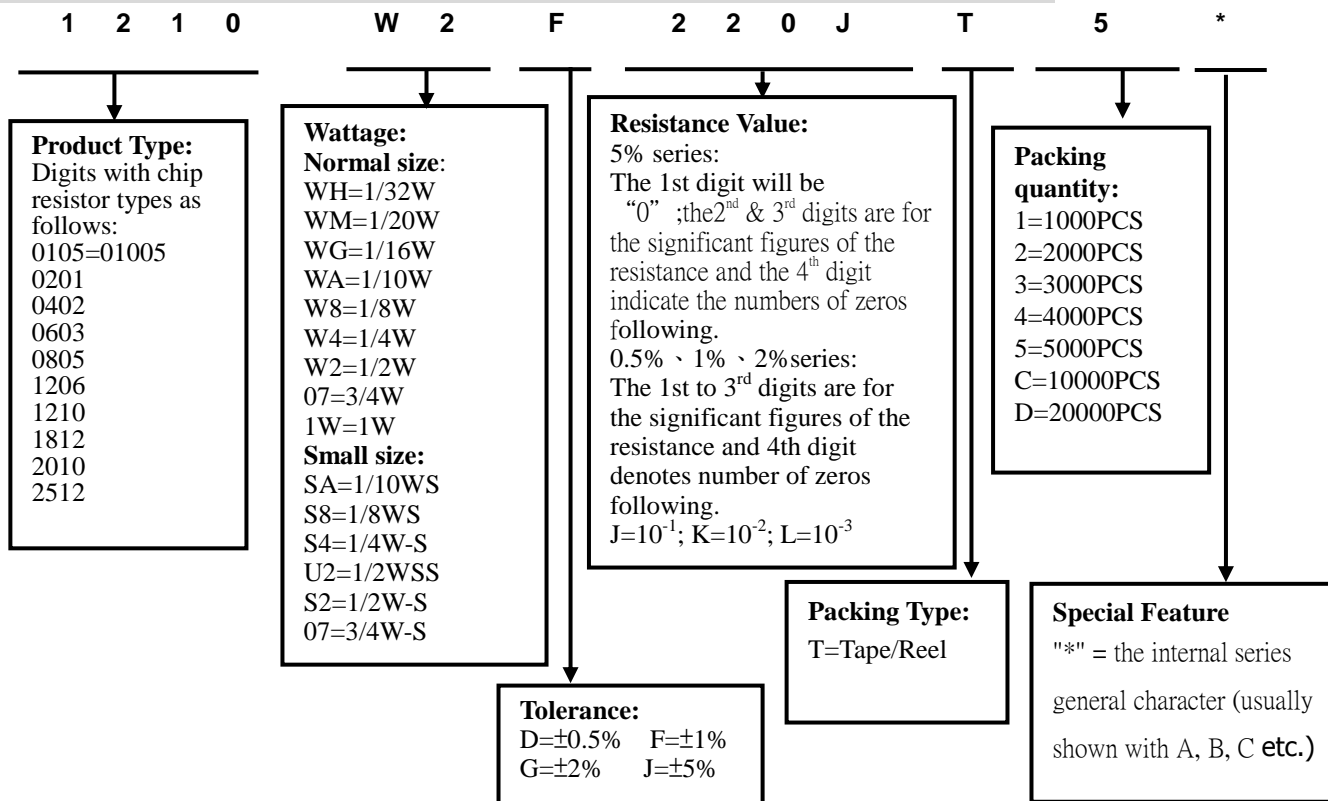 1 2 1 0 W 2 F 2 2 0 J T 5 *
Product Type:
Digits with chip
resistor types as
follows:
0105=01005
0201
0402
0603
0805
1206
1210
1812
2010
2512
Wattage:
Normal size:
WH=1/32W
WM=1/20W
WG=1/16W
WA=1/10W
W8=1/8W
W4=1/4W
W2=1/2W
07=3/4W
1W=1W
Small size:
SA=1/10WS
S8=1/8WS
S4=1/4W-S
U2=1/2WSS
S2=1/2W-S
07=3/4W-S
Tolerance:
D=±0.5% F=±1%
G=±2% J=±5%
Resistance Value:
5% series:
The 1st digit will be
“0” ;the2nd & 3rd digits are for
the significant figures of the
resistance and the 4th digit
indicate the numbers of zeros
following.
0.5%、1%、2%series:
The 1st to 3rd digits are for
the significant figures of the
resistance and 4th digit
denotes number of zeros
following.
J=10-1; K=10-2; L=10-3
Packing Type:
T=Tape/Reel
Packing
quantity:
1=1000PCS
2=2000PCS
3=3000PCS
4=4000PCS
5=5000PCS
C=10000PCS
D=20000PCS
Special Feature
"*" = the internal series
general character (usually
shown with A, B, C etc.)